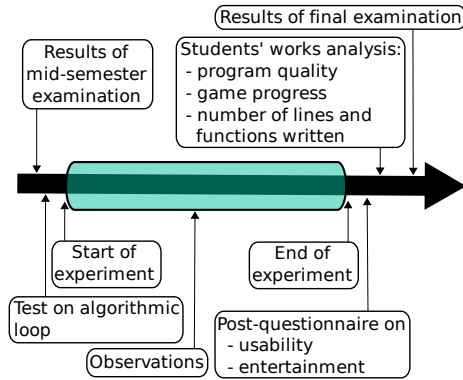 Results of final examination
Results of
mid-semester
examination
Students' works analysis:
- program quality
- game progress
- number of lines and
functions written
Start of
experiment
End of
experiment
Test on algorithmic
loop
Observations
Post-questionnaire on
- usability
- entertainment